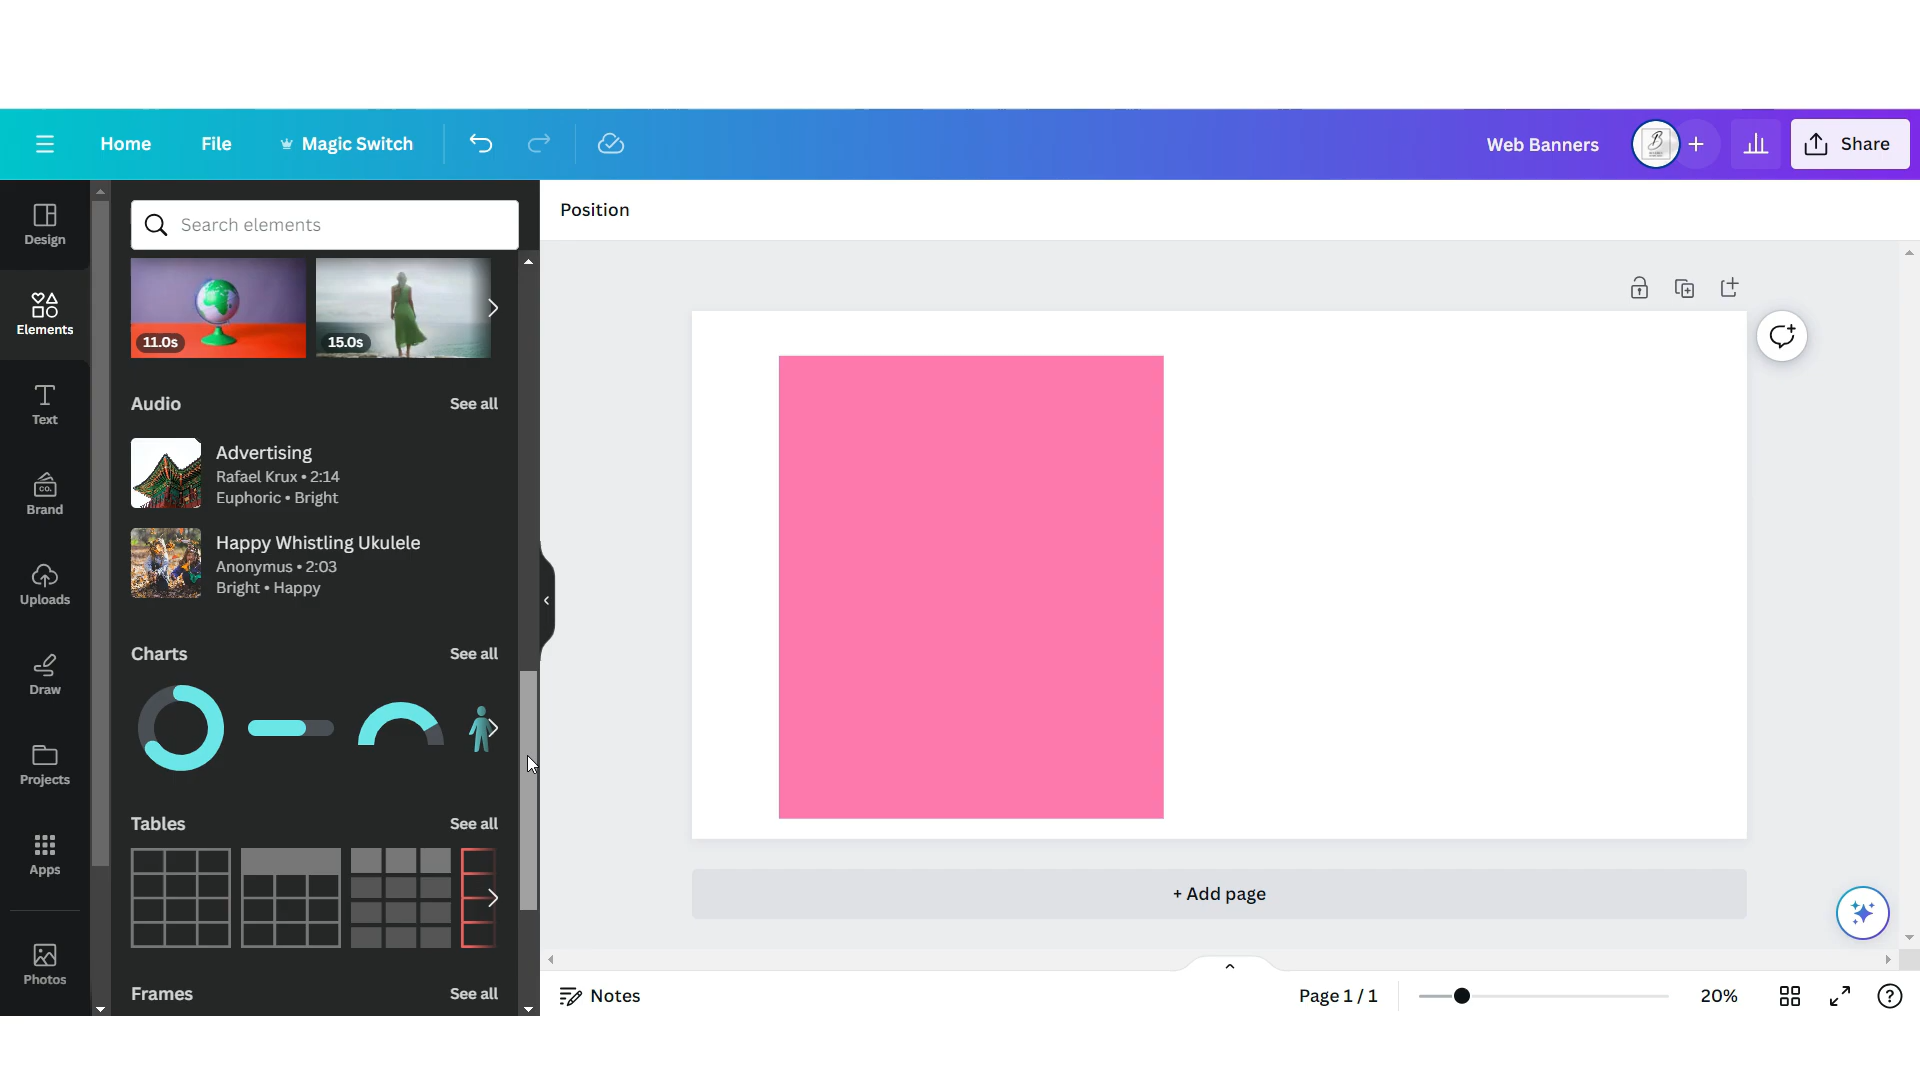 Home
File
Magic Switch
Web Banners
B
Share
Design
Elements
Text
CO.
Brand
Uploads
Draw
Projects
Apps
Photos
Search elements
11.0s
15.0s
Audio
See all
Advertising
Rafael Krux • 2:14
Euphoric • Bright
Happy Whistling Ukulele
Anonymus • 2:03
Bright • Happy
Charts
See all
Tables
See all
Frames
See all
Position
+ Add page
Notes
Page 1 / 1
20%